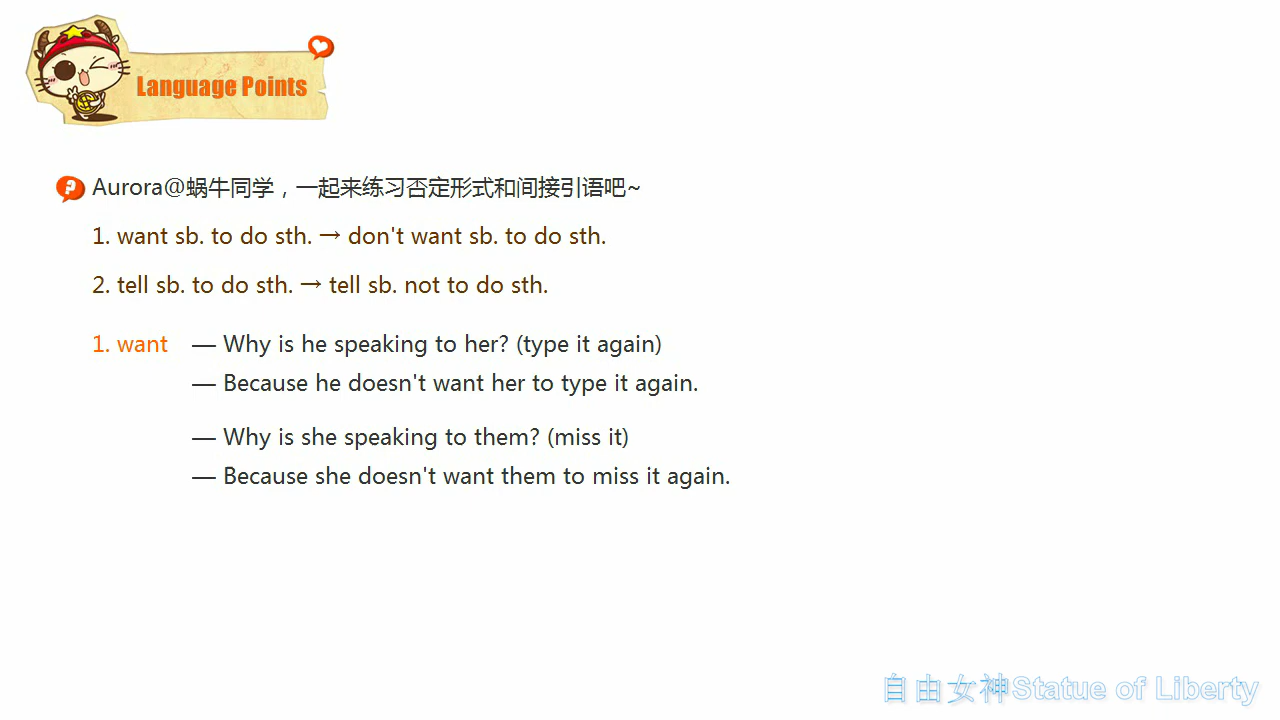 Language Points
Aurora@蜗牛同学，一起来练习否定形式和间接引语吧~
1. want sb. to do sth. → don't want sb. to do sth.
2. tell sb. to do sth. → tell sb. not to do sth.
1. want — Why is he speaking to her? (type it again)
— Because he doesn't want her to type it again.
— Why is she speaking to them? (miss it)
— Because she doesn't want them to miss it again.
自由女神Statue of Liberty